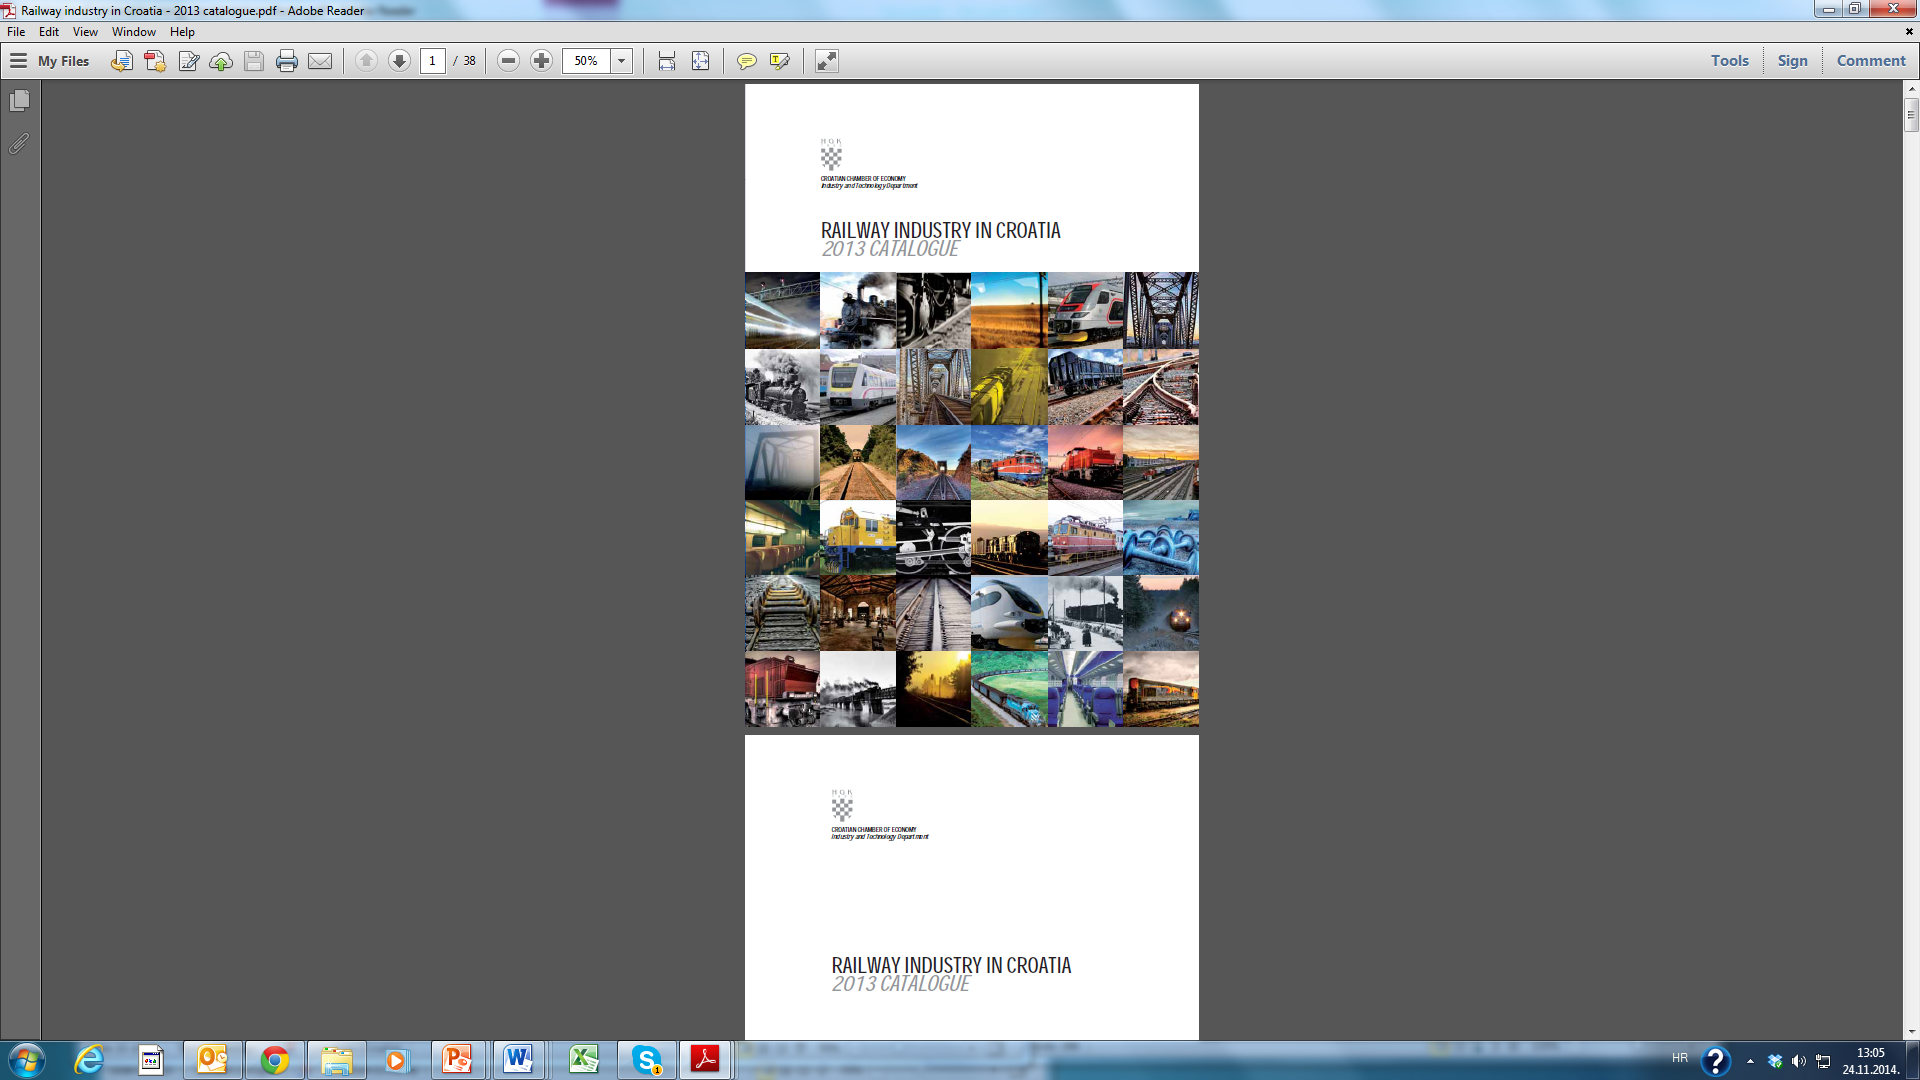 Railway industry in Croatia - 2013 catalogue.pdf - Adobe Reader
File Edit View Window Help
My Files 1 / 38 50% Tools Sign Comment
HGK
CROATIAN CHAMBER OF ECONOMY
Industry and Technology Department
RAILWAY INDUSTRY IN CROATIA
2013 CATALOGUE
HGK
CROATIAN CHAMBER OF ECONOMY
Industry and Technology Department
RAILWAY INDUSTRY IN CROATIA
2013 CATALOGUE
HR
13:05
24.11.2014.